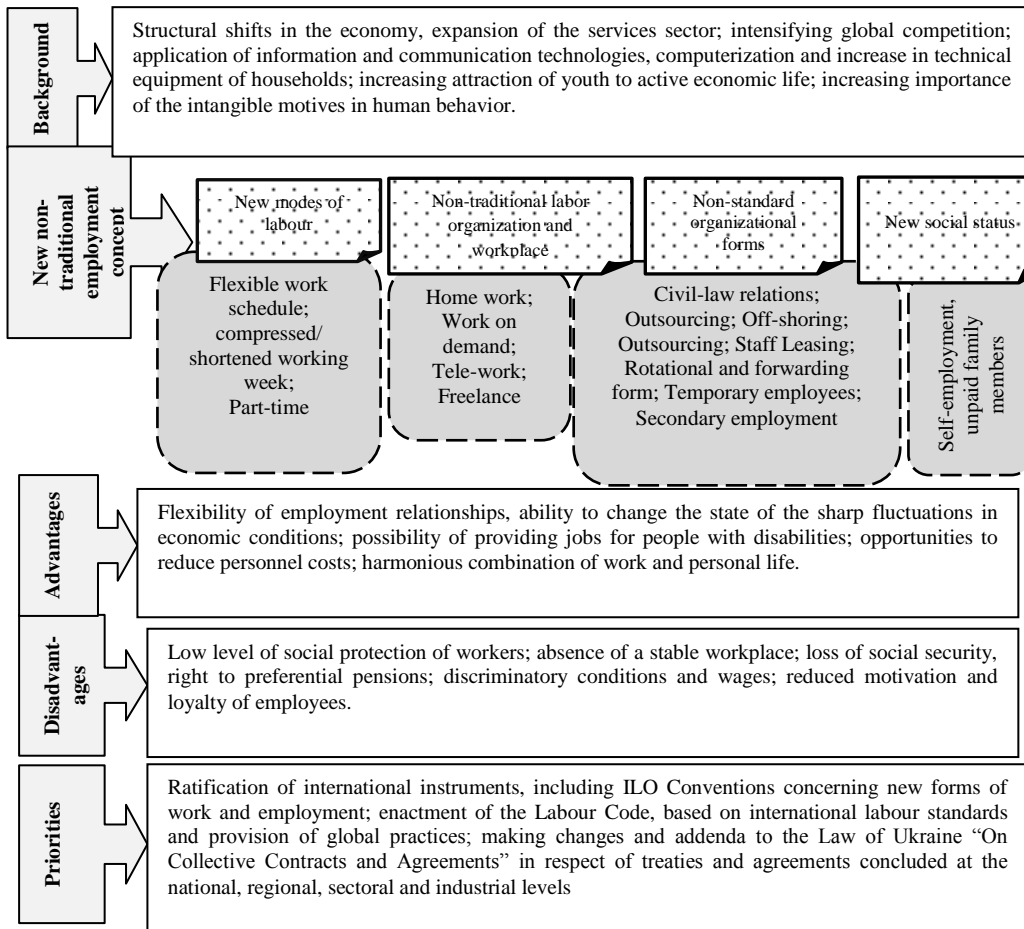 Background
Structural shifts in the economy, expansion of the services sector; intensifying global competition;
application of information and communication technologies, computerization and increase in technical
equipment of households; increasing attraction of youth to active economic life; increasing importance
of the intangible motives in human behavior.
New non-
traditional
employment
concept
New modes of
labour
Non-traditional labor
organization and
workplace
Non-standard
organizational
forms
New social status
Flexible work
schedule;
compressed/
shortened working
week;
Part-time
Home work;
Work on
demand;
Tele-work;
Freelance
Civil-law relations;
Outsourcing; Off-shoring;
Outsourcing; Staff Leasing;
Rotational and forwarding
form; Temporary employees;
Secondary employment
Self-employment,
unpaid family
members
Advantages
Flexibility of employment relationships, ability to change the state of the sharp fluctuations in
economic conditions; possibility of providing jobs for people with disabilities; opportunities to
reduce personnel costs; harmonious combination of work and personal life.
Disadvant-
ages
Low level of social protection of workers; absence of a stable workplace; loss of social security,
right to preferential pensions; discriminatory conditions and wages; reduced motivation and
loyalty of employees.
Priorities
Ratification of international instruments, including ILO Conventions concerning new forms of
work and employment; enactment of the Labour Code, based on international labour standards
and provision of global practices; making changes and addenda to the Law of Ukraine “On
Collective Contracts and Agreements” in respect of treaties and agreements concluded at the
national, regional, sectoral and industrial levels